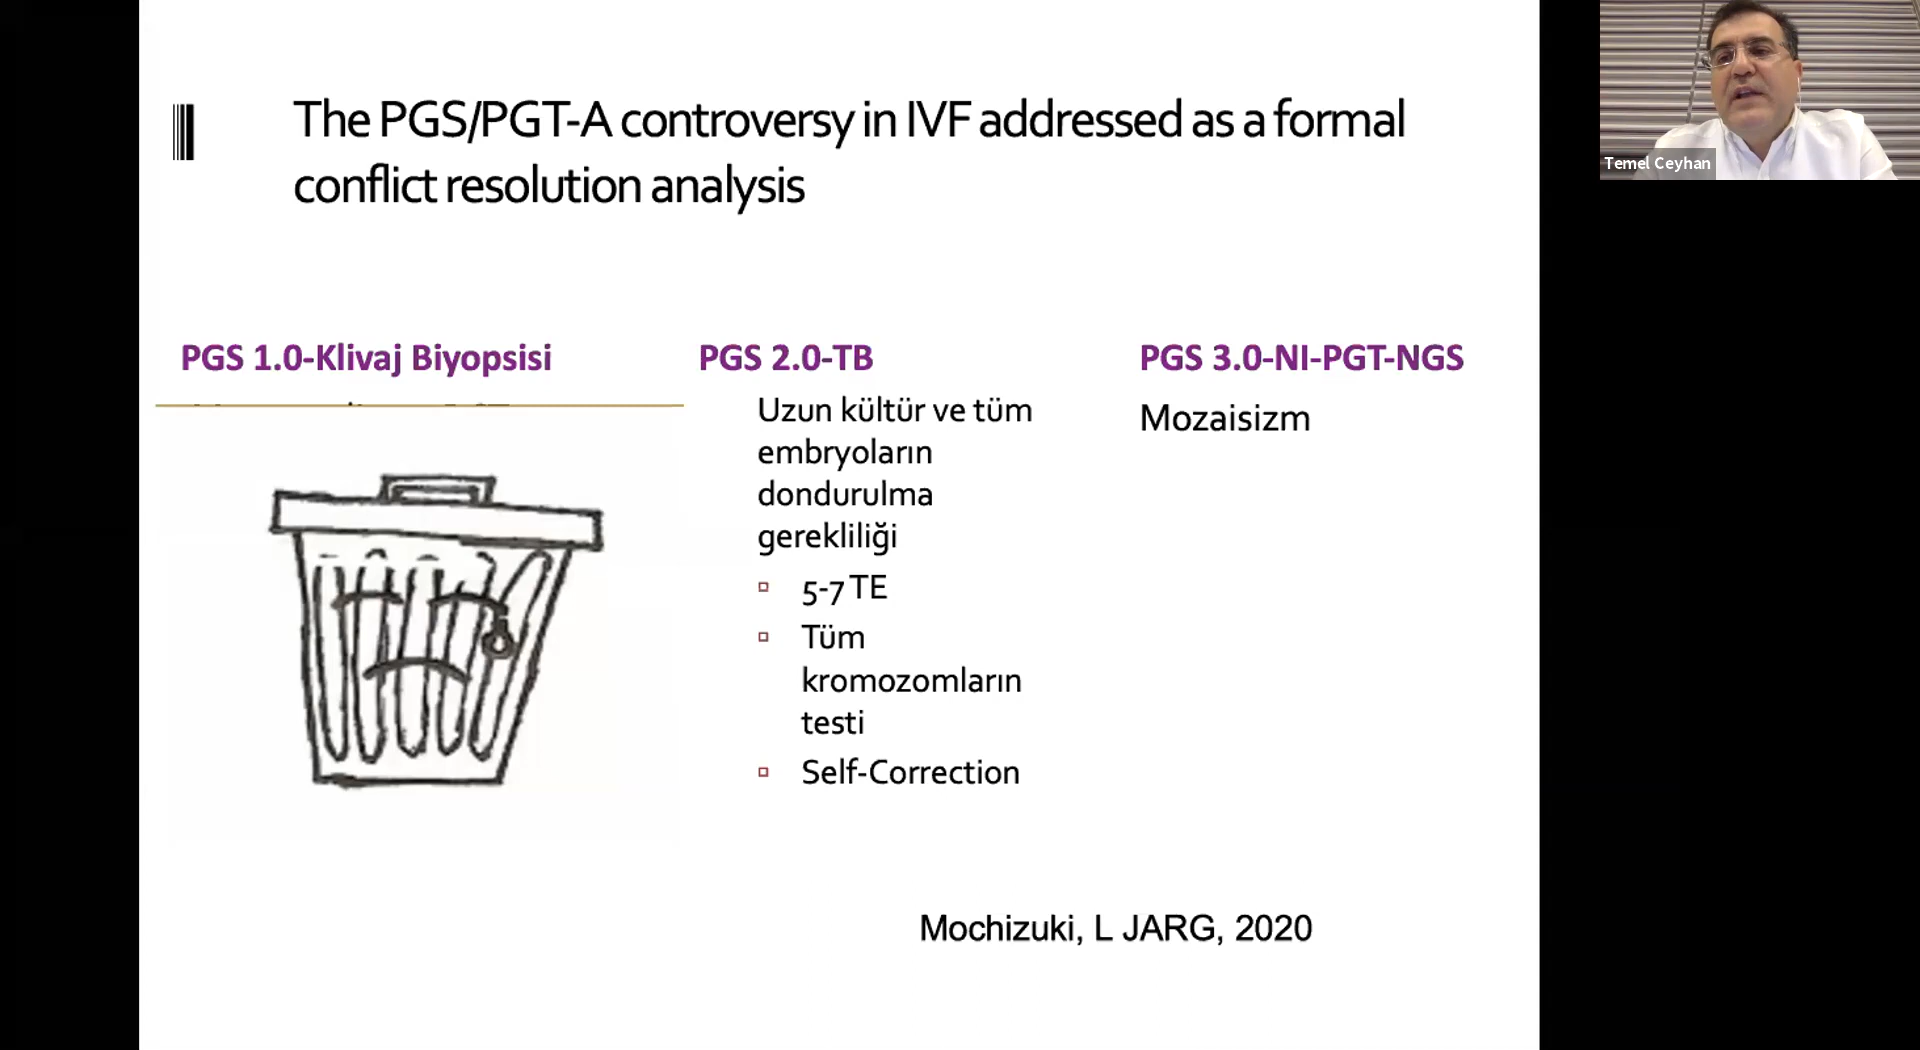 The PGS/PGT-A controversy in IVF addressed as a formal
conflict resolution analysis
PGS 1.0-Klivaj Biyopsisi
PGS 2.0-TB
Uzun kültür ve tüm
embryoların
dondurulma
gerekliliği
5-7 TE
Tüm
kromozomların
testi
Self-Correction
PGS 3.0-NI-PGT-NGS
Mozaisizm
Mochizuki, L JARG, 2020
Temel Ceyhan